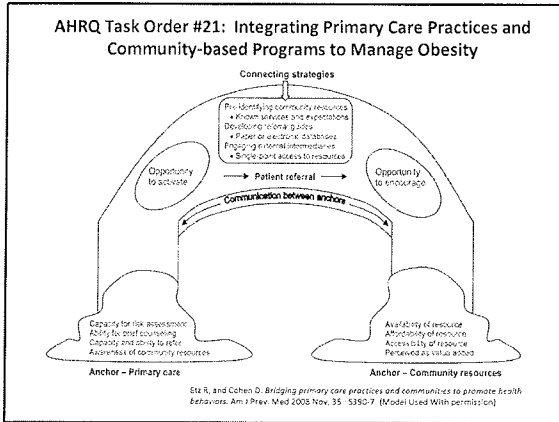 AHRQ Task Order #21: Integrating Primary Care Practices and
Community-based Programs to Manage Obesity
Connecting strategies
Pre-identifying community resources
• Known services and expectations
Developing referral guides
• Paper or electronic databases
Engaging external intermediaries
• Single-point access to resources
Opportunity
to activate
Patient referral
Opportunity
to encourage
Communication between anchors
Capacity for risk assessment
Ability for brief counseling
Capacity and ability to refer
Awareness of community resources
Anchor – Primary care
Availability of resource
Affordability of resource
Accessibility of resource
Perceived as value added
Anchor – Community resources
Etz R, and Cohen D. Bridging primary care practices and communities to promote health
behaviors. Am J Prev. Med 2008 Nov, 35 S390-7 (Model Used With permission)